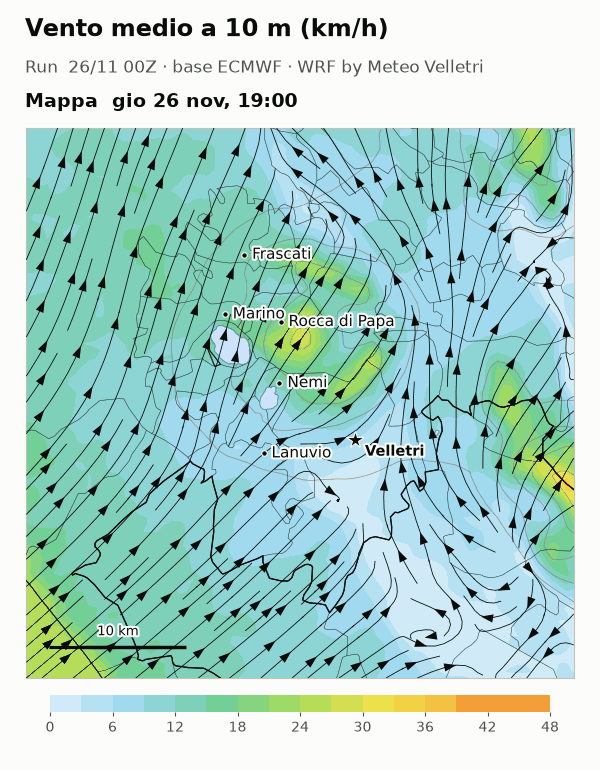 Vento medio a 10 m (km/h)
Run  26/11 00Z · base ECMWF · WRF by Meteo Velletri
Mappa  gio 26 nov, 19:00
Frascati
Marino
Rocca di Papa
Nemi
Velletri
Lanuvio
10 km
0 6 12 18 24 30 36 42 48